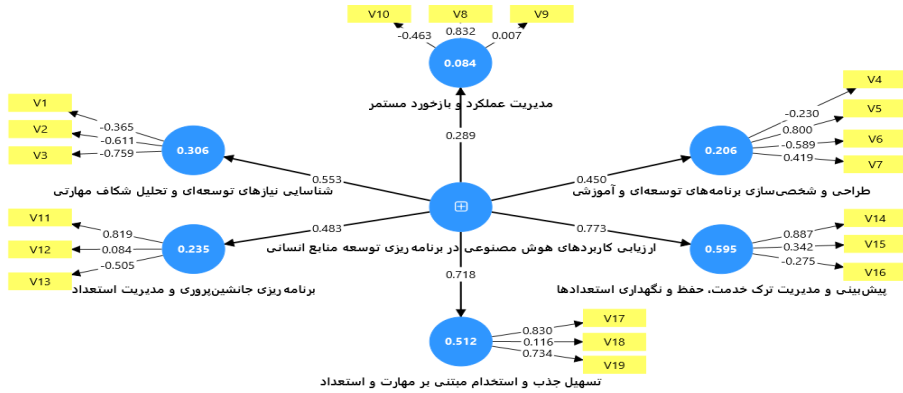 V10
V8
V9
-0.463
0.832
0.007
0.084
مدیریت عملکرد و بازخورد مستمر
0.289
V1
V2
V3
-0.365
-0.611
-0.759
0.306
0.553
شناسایی نیازهای توسعه‌ای و تحلیل شکاف مهارتی
V4
V5
V6
V7
-0.230
0.800
-0.589
0.419
0.206
0.450
طراحی و شخصی‌سازی برنامه‌های توسعه‌ای و آموزشی
V11
V12
V13
0.819
0.084
-0.505
0.235
0.483
برنامه ریزی جانشین‌پروری و مدیریت استعداد
ارزیابی کاربردهای هوش مصنوعی در برنامه ریزی توسعه منابع انسانی
V14
V15
V16
0.887
0.342
-0.275
0.595
0.773
پیش‌بینی و مدیریت ترک خدمت، حفظ و نگهداری استعدادها
0.718
V17
V18
V19
0.830
0.116
0.734
0.512
تسهیل جذب و استخدام مبتنی بر مهارت و استعداد